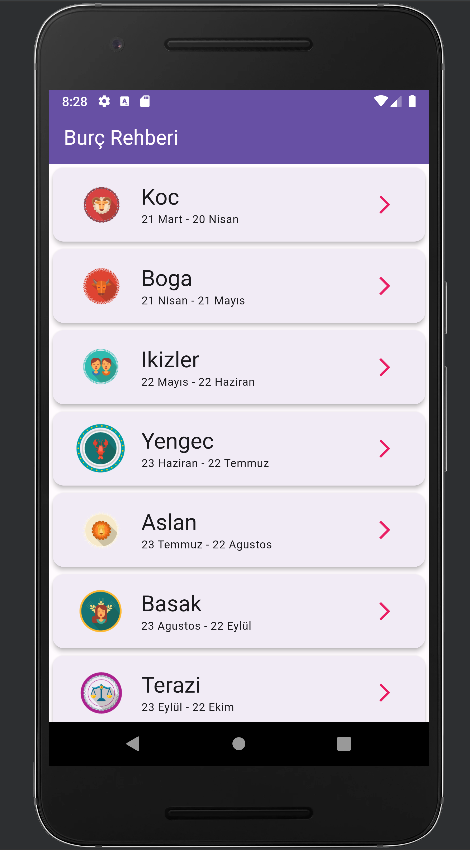 8:28
Burç Rehberi
Koc
21 Mart - 20 Nisan
Boga
21 Nisan - 21 Mayıs
Ikizler
22 Mayıs - 22 Haziran
Yengec
23 Haziran - 22 Temmuz
Aslan
23 Temmuz - 22 Agustos
Basak
23 Agustos - 22 Eylül
Terazi
23 Eylül - 22 Ekim